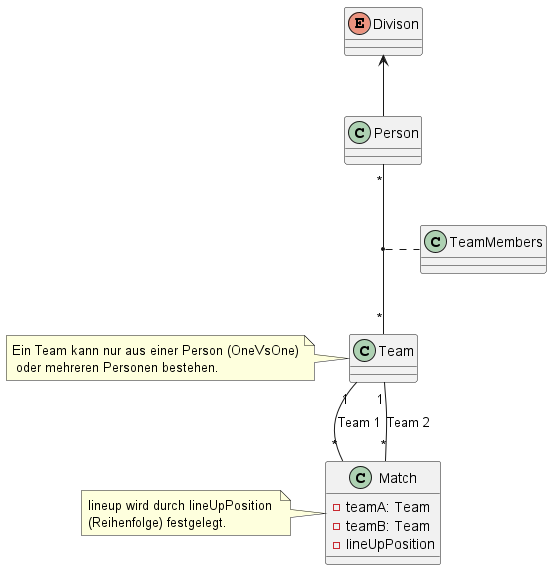 E Divison
C Person
*
C TeamMembers
*
Ein Team kann nur aus einer Person (OneVsOne)
oder mehreren Personen bestehen.
C Team
1
1
Team 1
Team 2
*
*
C Match
lineup wird durch lineUpPosition
(Reihenfolge) festgelegt.
teamA: Team
teamB: Team
lineUpPosition